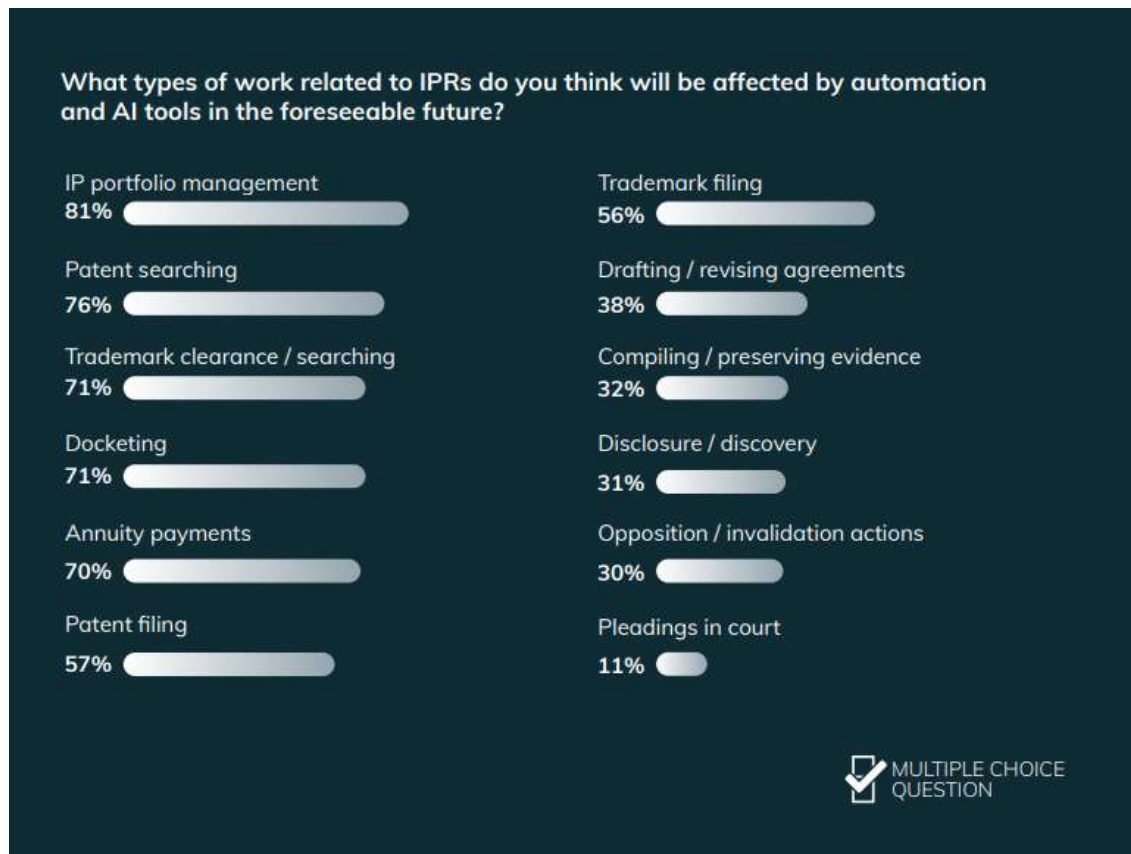 What types of work related to IPRs do you think will be affected by automation
and AI tools in the foreseeable future?
IP portfolio management
81%
Patent searching
76%
Trademark clearance / searching
71%
Docketing
71%
Annuity payments
70%
Patent filing
57%
Trademark filing
56%
Drafting / revising agreements
38%
Compiling / preserving evidence
32%
Disclosure / discovery
31%
Opposition / invalidation actions
30%
Pleadings in court
11%
MULTIPLE CHOICE
QUESTION